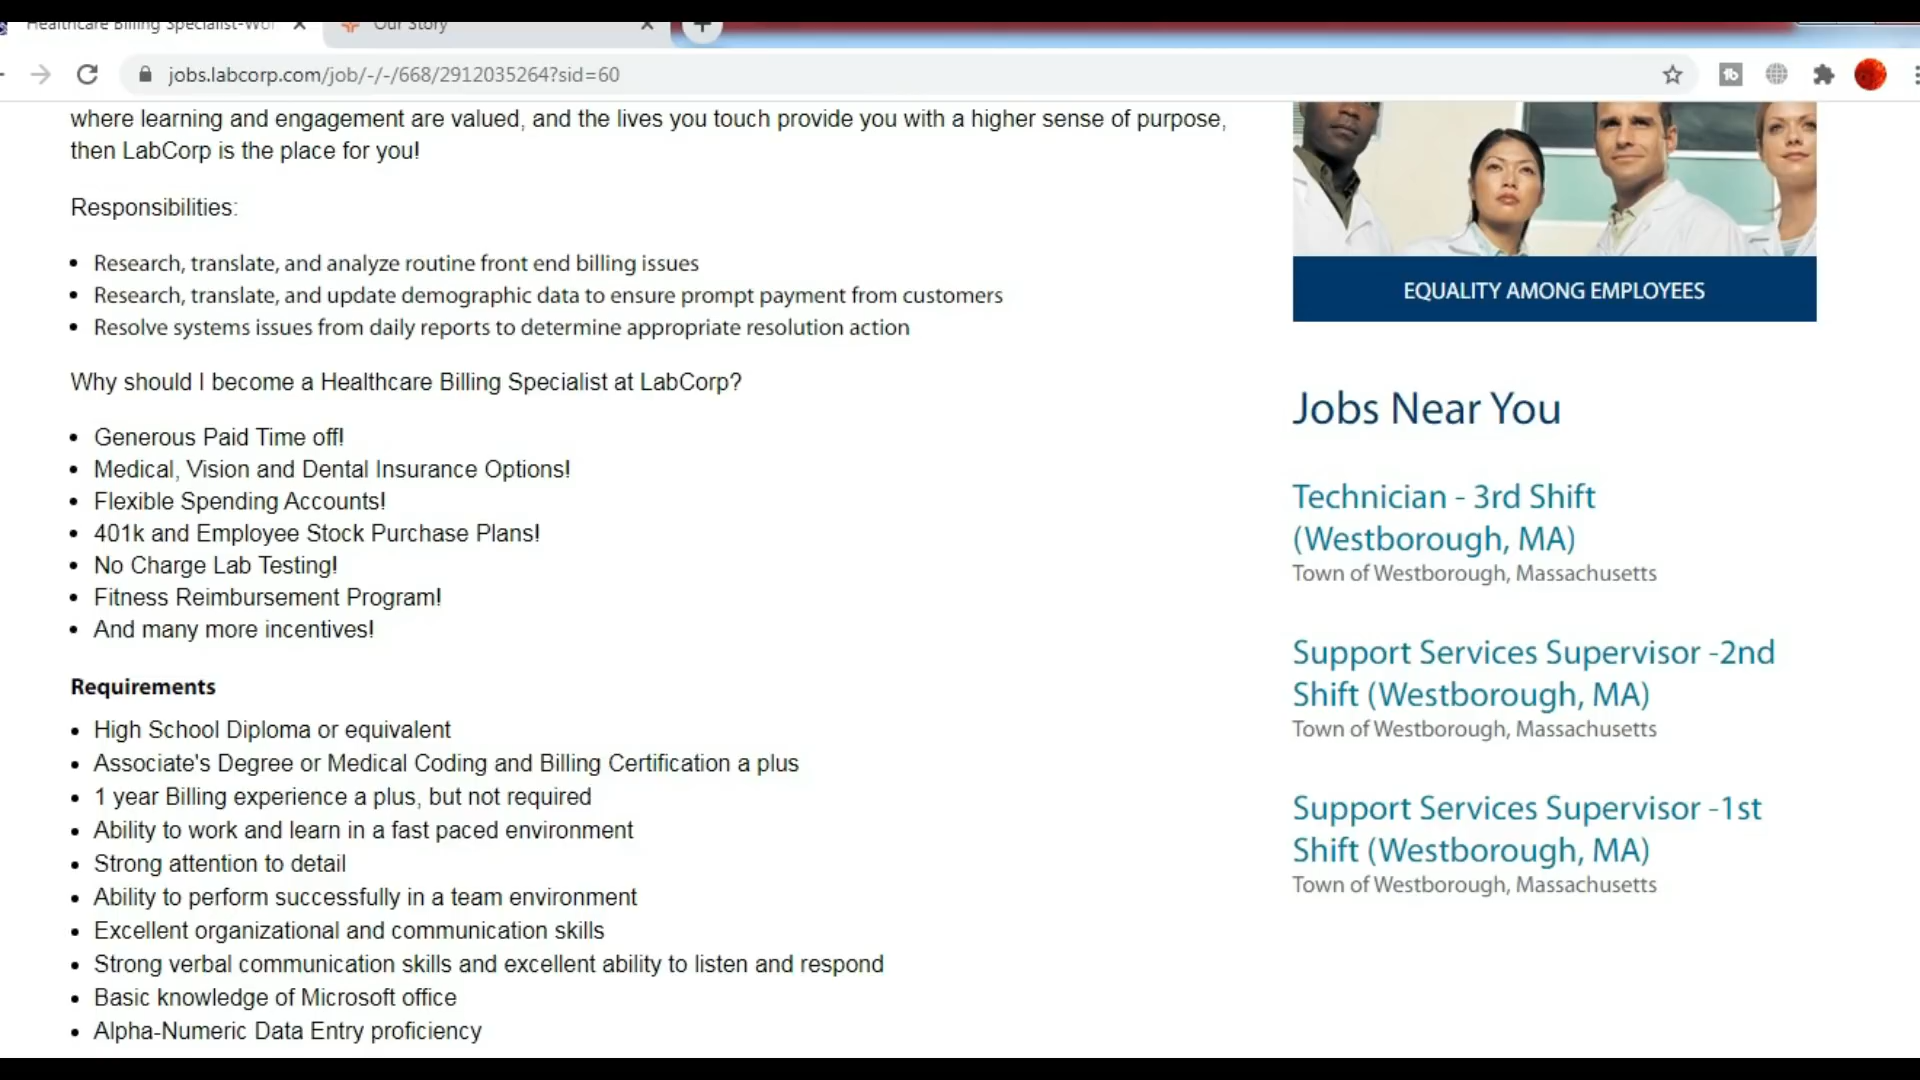 Healthcare Billing Specialist-Wor
Our Story
jobs.labcorp.com/job/-/-/668/2912035264?sid=60
where learning and engagement are valued, and the lives you touch provide you with a higher sense of purpose,
then LabCorp is the place for you!
Responsibilities:
Research, translate, and analyze routine front end billing issues
Research, translate, and update demographic data to ensure prompt payment from customers
Resolve systems issues from daily reports to determine appropriate resolution action
Why should I become a Healthcare Billing Specialist at LabCorp?
Generous Paid Time off!
Medical, Vision and Dental Insurance Options!
Flexible Spending Accounts!
401k and Employee Stock Purchase Plans!
No Charge Lab Testing!
Fitness Reimbursement Program!
And many more incentives!
Requirements
High School Diploma or equivalent
Associate's Degree or Medical Coding and Billing Certification a plus
1 year Billing experience a plus, but not required
Ability to work and learn in a fast paced environment
Strong attention to detail
Ability to perform successfully in a team environment
Excellent organizational and communication skills
Strong verbal communication skills and excellent ability to listen and respond
Basic knowledge of Microsoft office
Alpha-Numeric Data Entry proficiency
EQUALITY AMONG EMPLOYEES
Jobs Near You
Technician - 3rd Shift
(Westborough, MA)
Town of Westborough, Massachusetts
Support Services Supervisor -2nd
Shift (Westborough, MA)
Town of Westborough, Massachusetts
Support Services Supervisor -1st
Shift (Westborough, MA)
Town of Westborough, Massachusetts